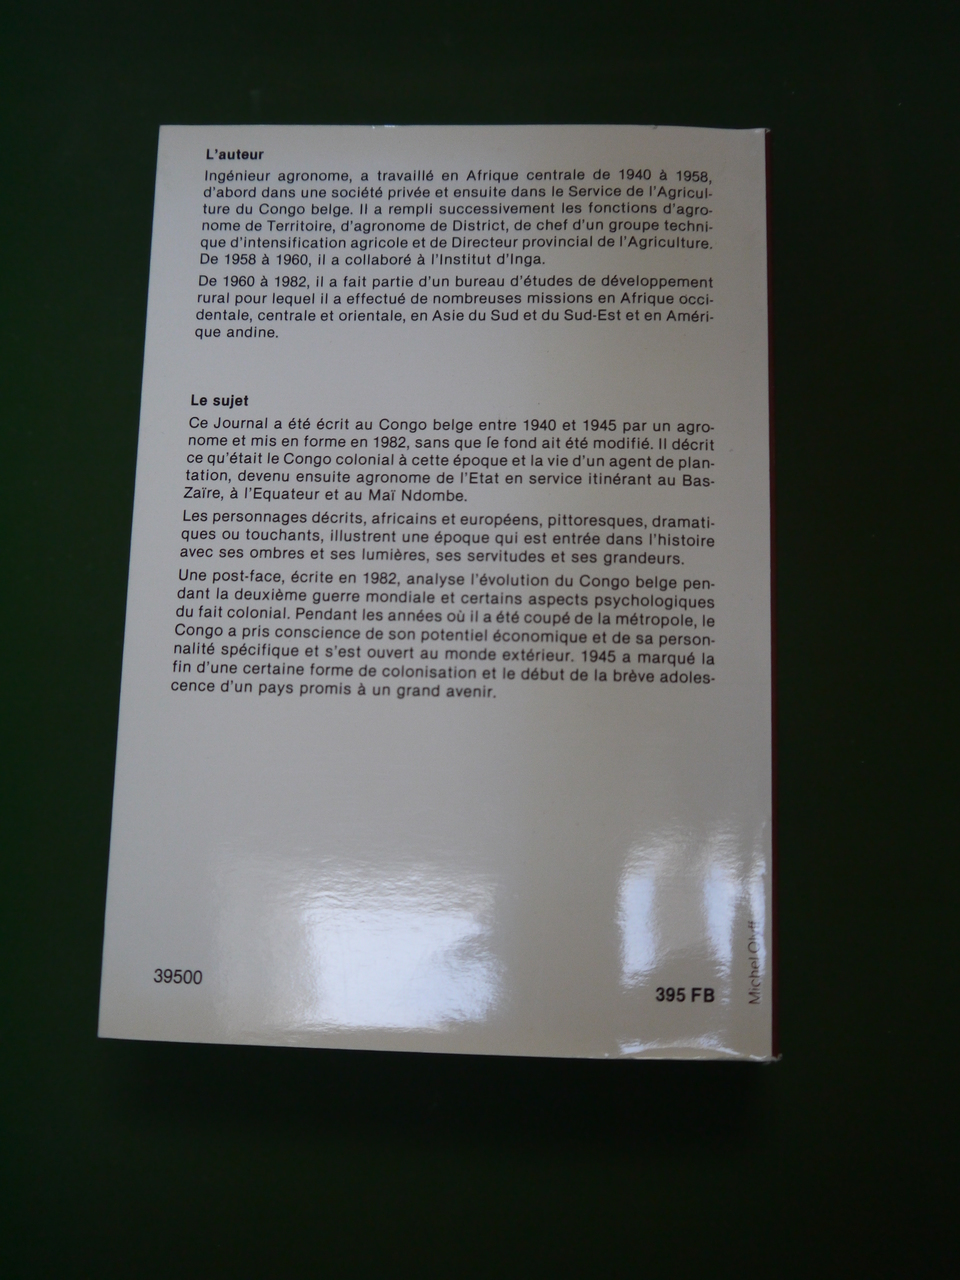 L'auteur
Ingénieur agronome, a travaillé en Afrique centrale de 1940 à 1958,
d'abord dans une société privée et ensuite dans le Service de l'Agricul-
ture du Congo belge. Il a rempli successivement les fonctions d'agro-
nome de Territoire, d'agronome de District, de chef d'un groupe techni-
que d'intensification agricole et de Directeur provincial de l'Agriculture.
De 1958 à 1960, il a collaboré à l'Institut d'Inga.
De 1960 à 1982, il a fait partie d'un bureau d'études de développement
rural pour lequel il a effectué de nombreuses missions en Afrique occi-
dentale, centrale et orientale, en Asie du Sud et du Sud-Est et en Améri-
que andine.
Le sujet
Ce Journal a été écrit au Congo belge entre 1940 et 1945 par un agro-
nome et mis en forme en 1982, sans que le fond ait été modifié. Il décrit
ce qu'était le Congo colonial à cette époque et la vie d'un agent de plan-
tation, devenu ensuite agronome de l'Etat en service itinérant au Bas-
Zaïre, à l'Equateur et au Maï Ndombe.
Les personnages décrits, africains et européens, pittoresques, dramati-
ques ou touchants, illustrent une époque qui est entrée dans l'histoire
avec ses ombres et ses lumières, ses servitudes et ses grandeurs.
Une post-face, écrite en 1982, analyse l'évolution du Congo belge pen-
dant la deuxième guerre mondiale et certains aspects psychologiques
du fait colonial. Pendant les années où il a été coupé de la métropole, le
Congo a pris conscience de son potentiel économique et de sa person-
nalité spécifique et s'est ouvert au monde extérieur. 1945 a marqué la
fin d'une certaine forme de colonisation et le début de la brève adoles-
cence d'un pays promis à un grand avenir.
39500
395 FB
Michel